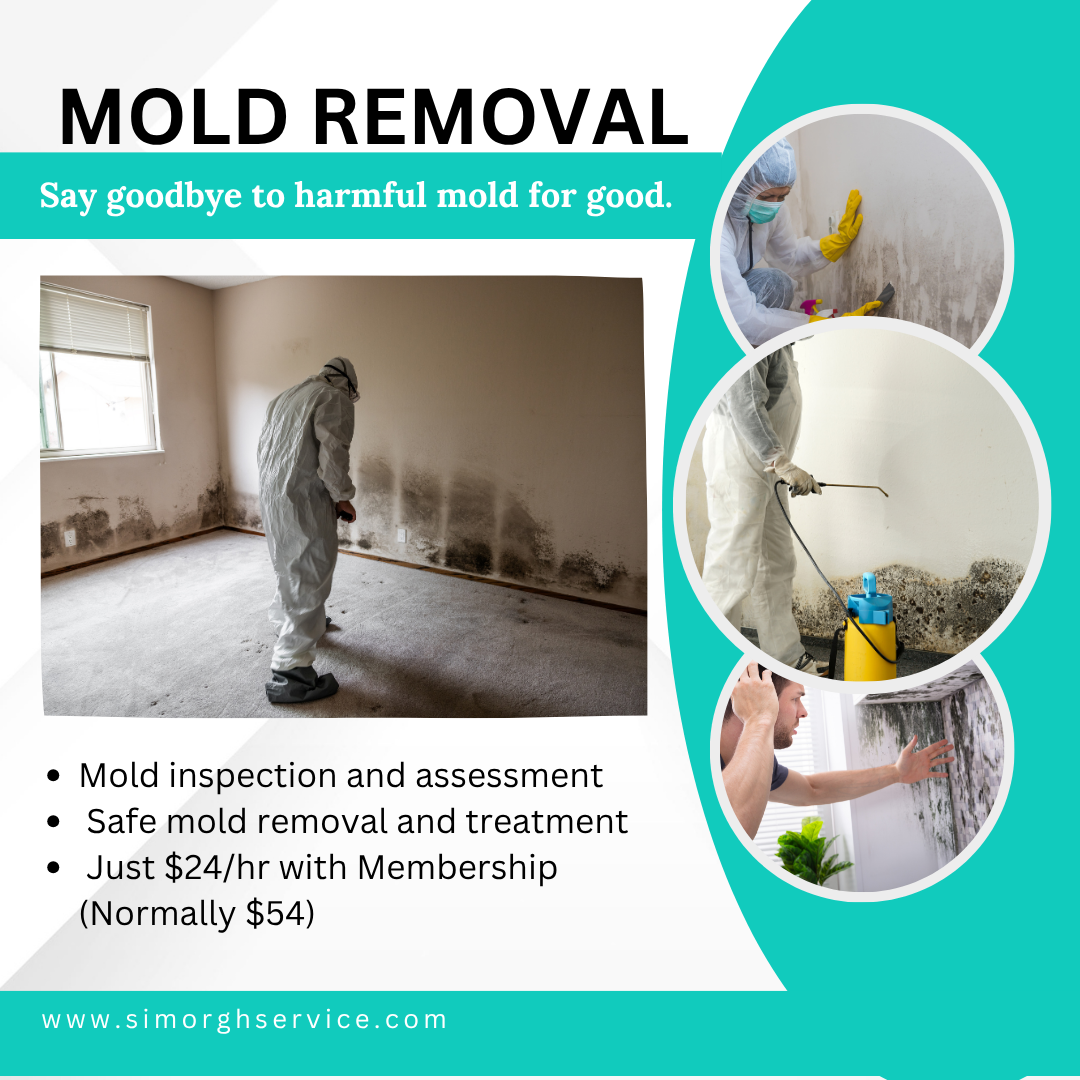 MOLD REMOVAL
Say goodbye to harmful mold for good.
• Mold inspection and assessment
• Safe mold removal and treatment
• Just $24/hr with Membership
(Normally $54)
www.simorghservice.com